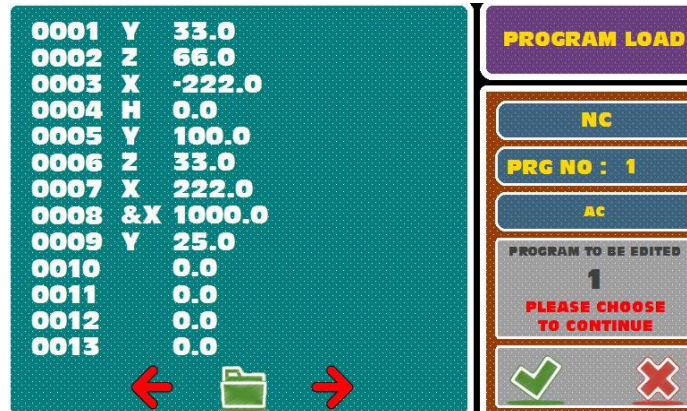 0001 Y 33.0
0002 Z 66.0
0003 X -222.0
0004 H 0.0
0005 Y 100.0
0006 Z 33.0
0007 X 222.0
0008 &X 1000.0
0009 Y 25.0
0010 0.0
0011 0.0
0012 0.0
0013 0.0
PROGRAM LOAD
NC
PRG NO : 1
AC
PROGRAM TO BE EDITED
1
PLEASE CHOOSE
TO CONTINUE